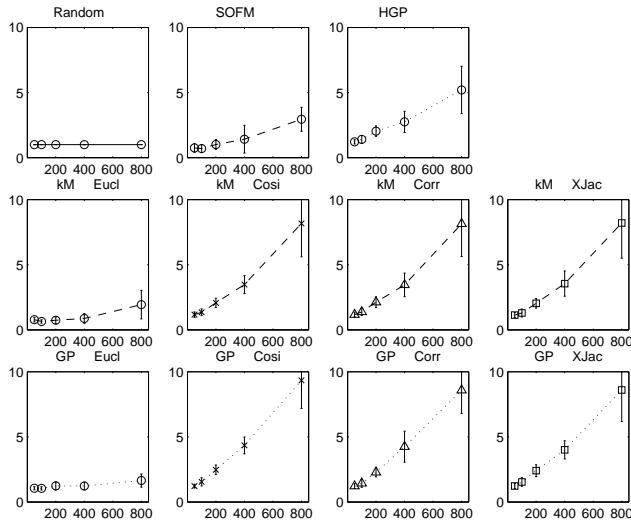 Random SOFM HGP
10 10 10
5 5 5
0 0 0
200 400 600 800 200 400 600 800 200 400 600 800
kM Eucl kM Cosi kM Corr kM XJac
10 10 10 10
5 5 5 5
0 0 0 0
200 400 600 800 200 400 600 800 200 400 600 800 200 400 600 800
GP Eucl GP Cosi GP Corr GP XJac
10 10 10 10
5 5 5 5
0 0 0 0
200 400 600 800 200 400 600 800 200 400 600 800 200 400 600 800